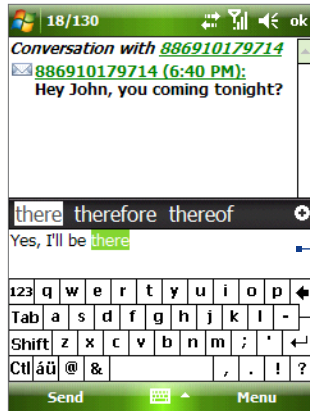 18/130 ok
Conversation with 886910179714
886910179714 (6:40 PM):
Hey John, you coming tonight?
there therefore thereof
Yes, I'll be there
123 q w e r t y u i o p
Tab a s d f g h j k l -
Shift z x c v b n m ; '
Ctl áü @ & , . ! ?
Send Menu